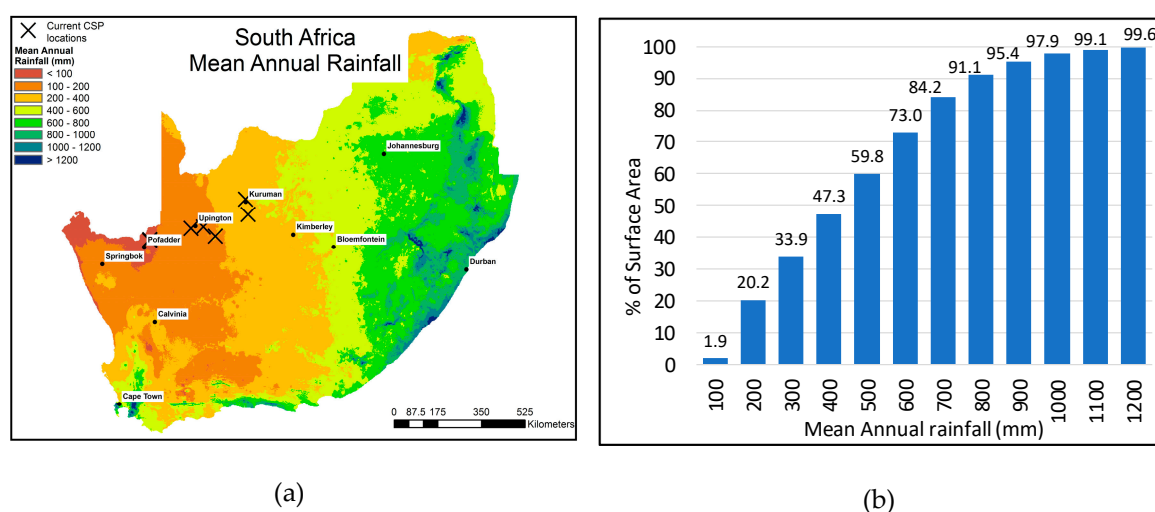 Current CSP
locations
Mean Annual
Rainfall (mm)
< 100
100 - 200
200 - 400
400 - 600
600 - 800
800 - 1000
1000 - 1200
> 1200
South Africa
Mean Annual Rainfall
Johannesburg
Kuruman
Upington
Kimberley
Pofadder
Bloemfontein
Springbok
Durban
Calvinia
Cape Town
0 87.5 175 350 525
Kilometers
(a)
% of Surface Area
100
90
80
70
60
50
40
30
20
10
0
1.9
20.2
33.9
47.3
59.8
73.0
84.2
91.1
95.4
97.9
99.1
99.6
100
200
300
400
500
600
700
800
900
1000
1100
1200
Mean Annual rainfall (mm)
(b)